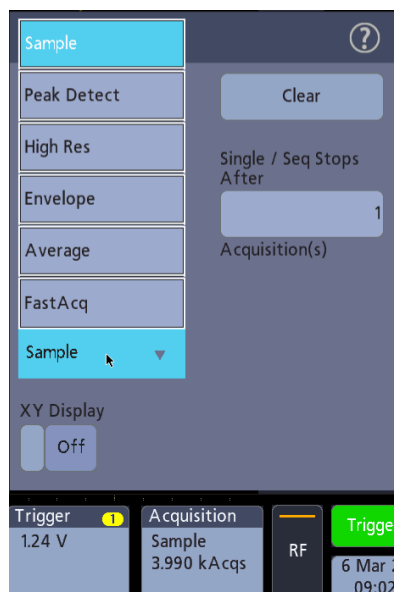 Sample
?
Peak Detect
Clear
High Res
Single / Seq Stops
After
Envelope
1
Average
Acquisition(s)
FastAcq
Sample
XY Display
Off
Trigger 1
1.24 V
Acquisition
Sample
3.990 kAcqs
RF
Trigge
6 Mar
09:02